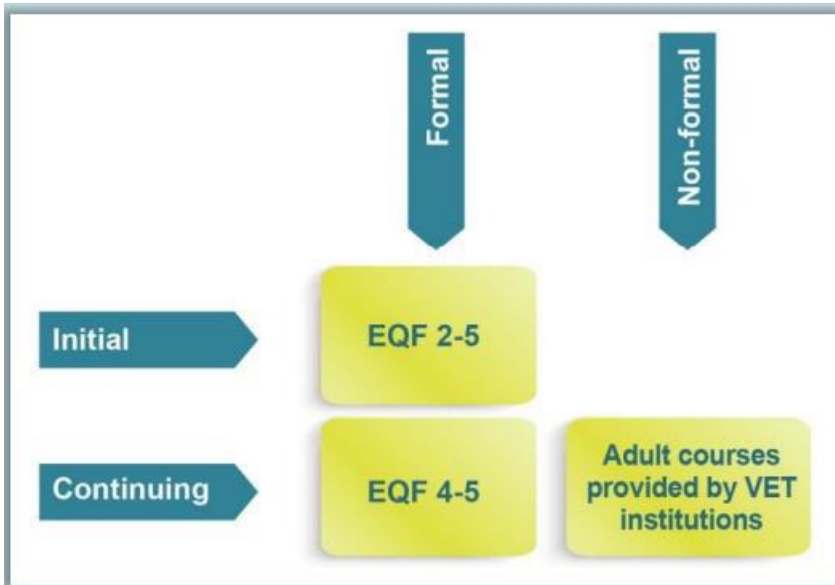 Formal
Non-formal
Initial
EQF 2-5
Continuing
EQF 4-5
Adult courses
provided by VET
institutions